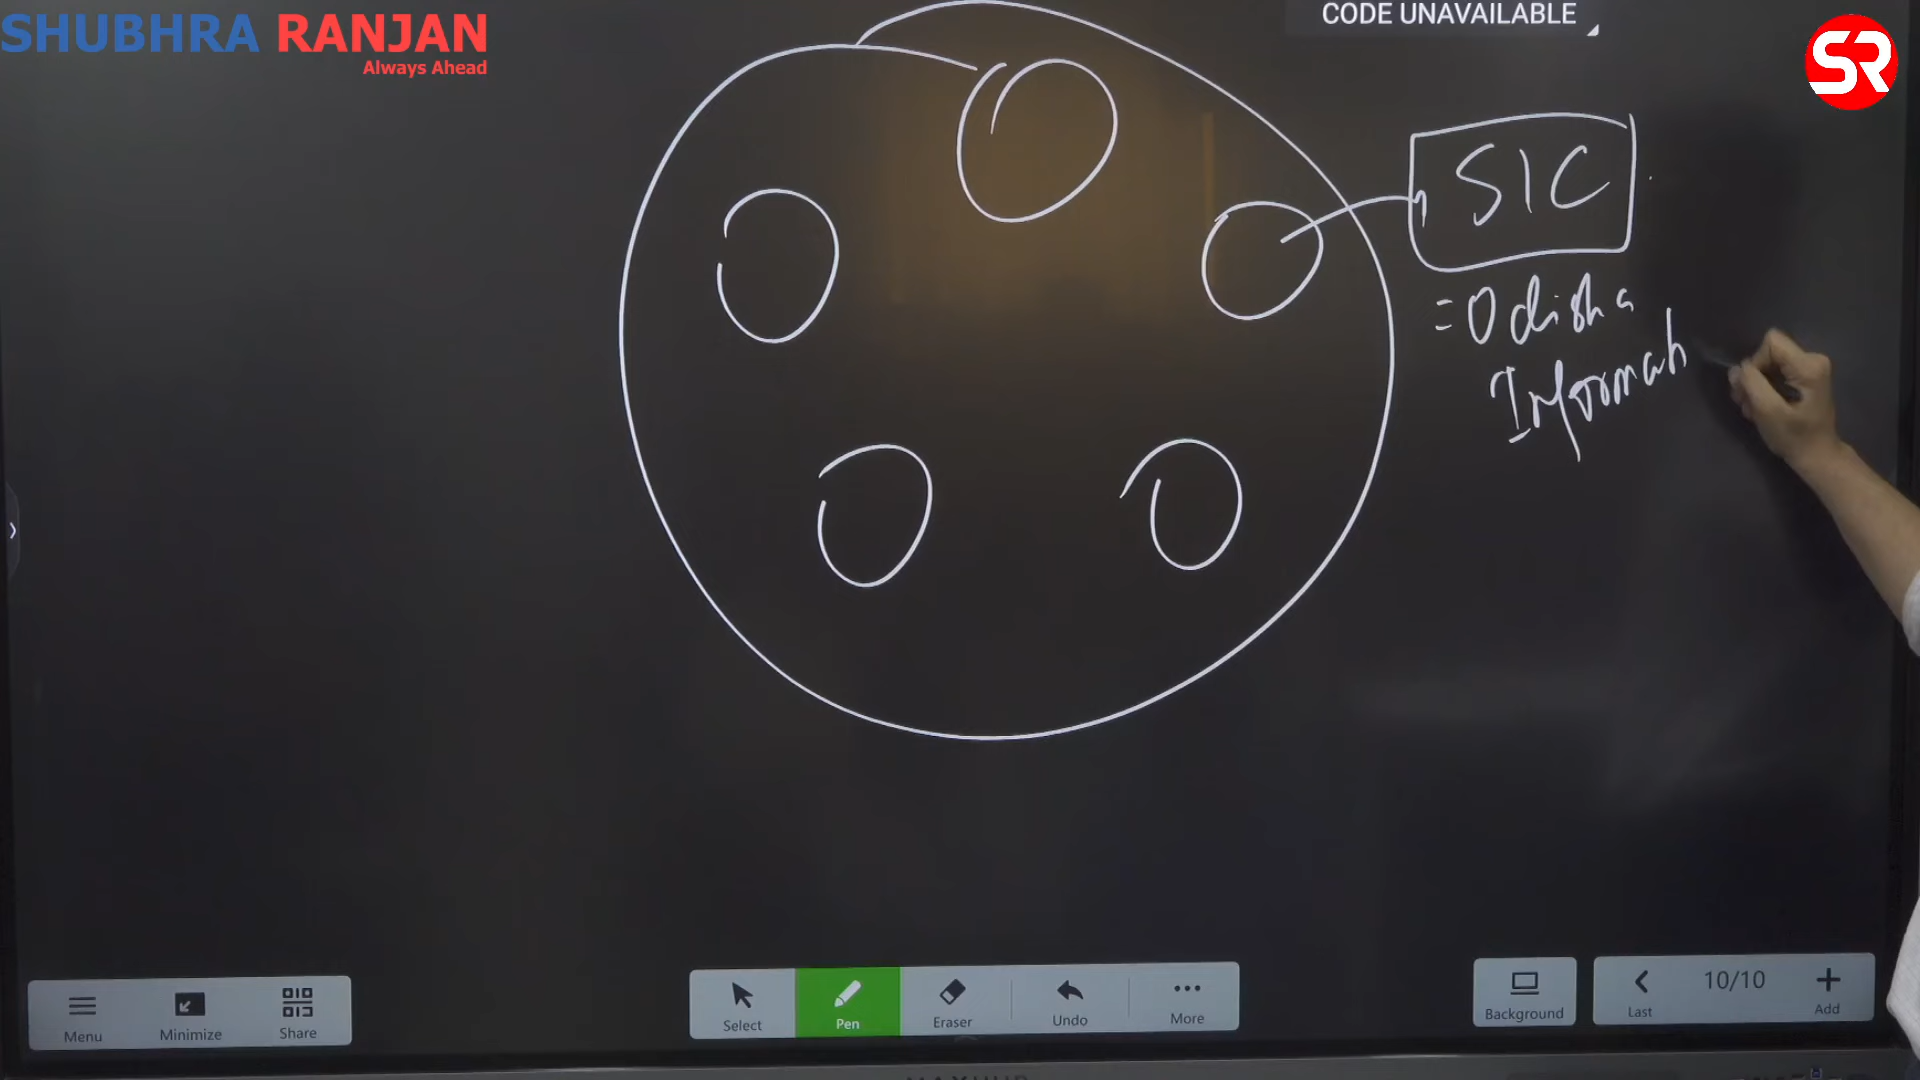 SHUBHRA RANJAN
Always Ahead
CODE UNAVAILABLE
SR
SIC
= Odisha
Informati
Menu
Minimize
Share
Select
Pen
Eraser
Undo
More
Background
Last
10/10
Add